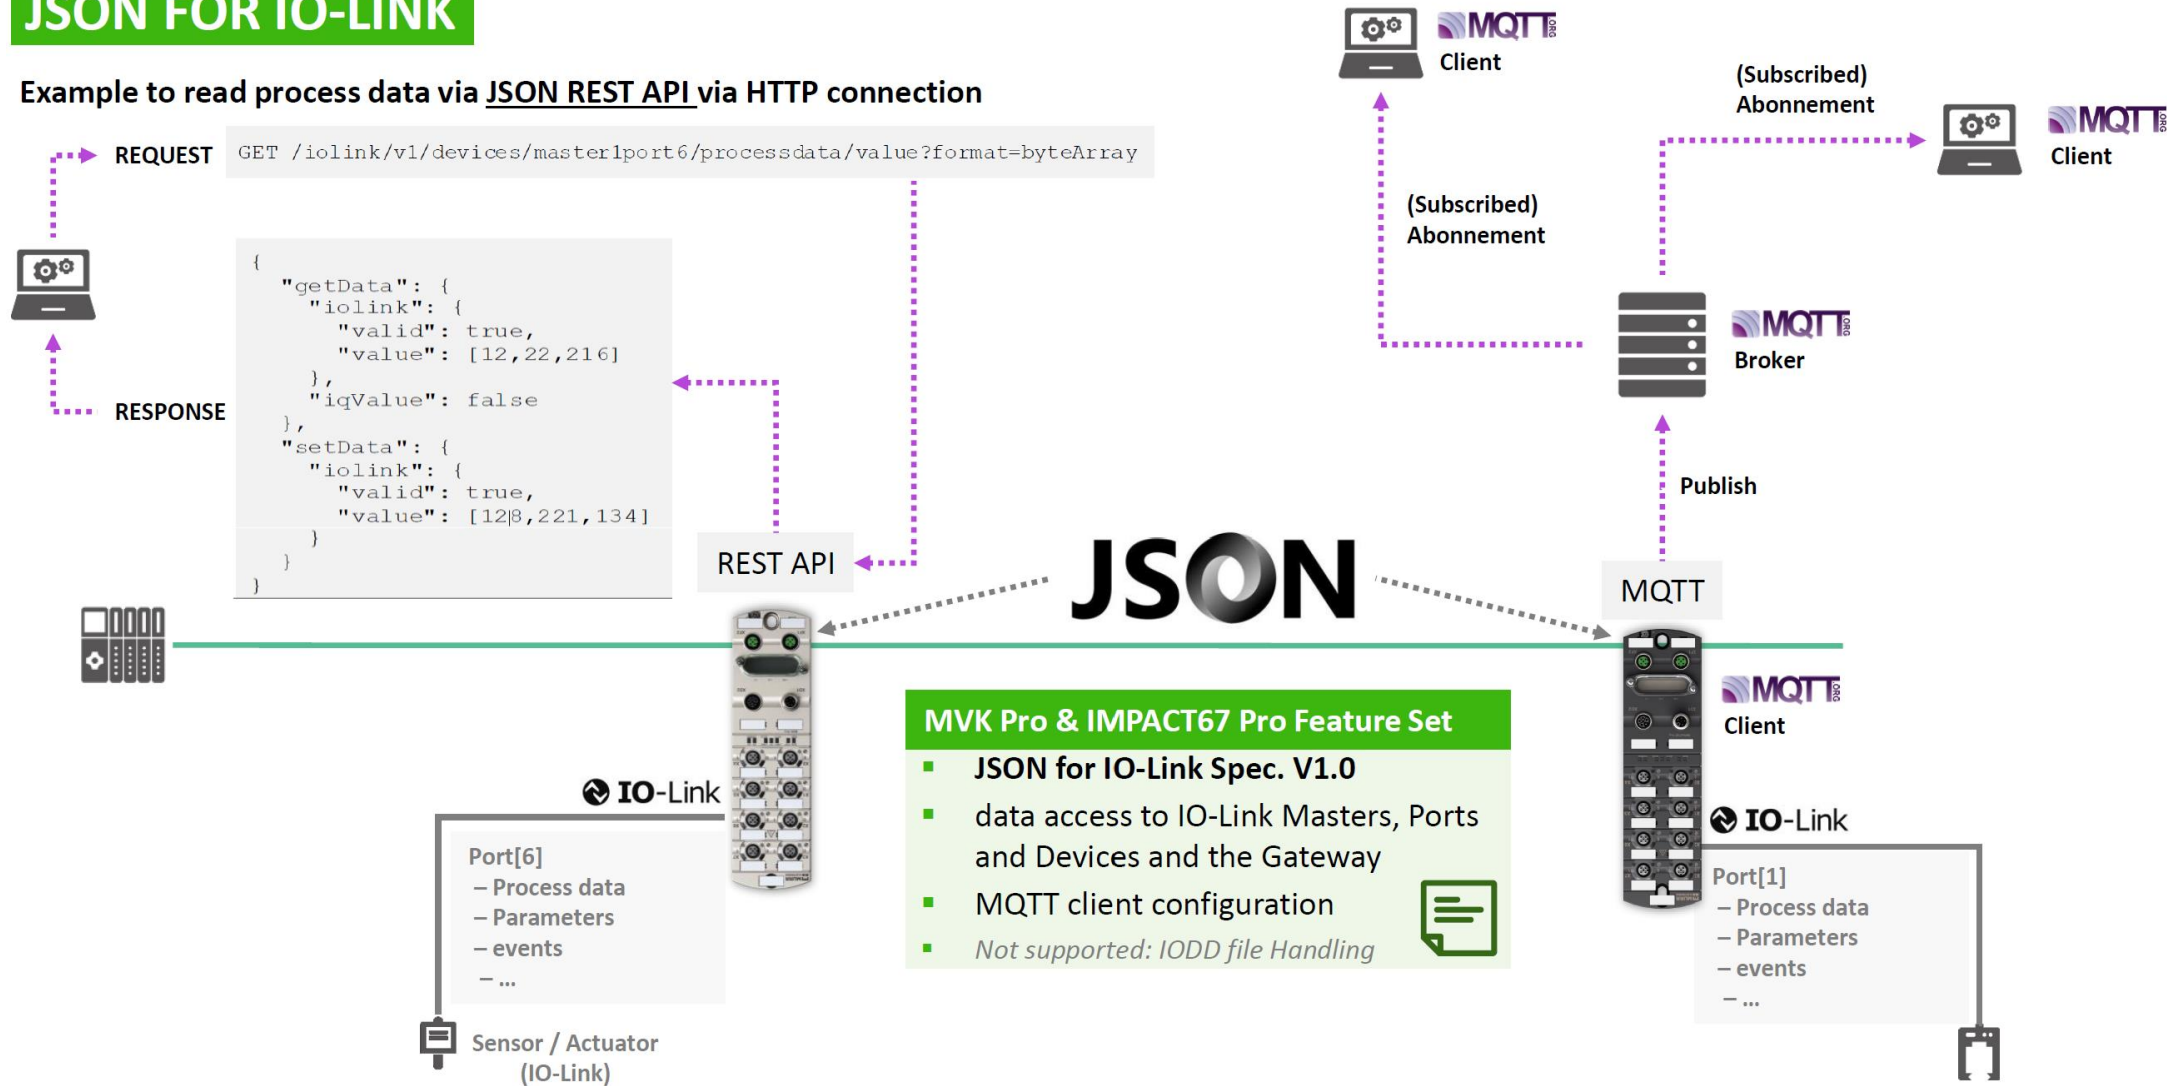 JSON FOR IO-LINK
Example to read process data via JSON REST API via HTTP connection
REQUEST
GET /iolink/v1/devices/master1port6/processdata/value?format=byteArray
RESPONSE
{
"getData": {
"iolink": {
"valid": true,
"value": [12,22,216]
},
"iqValue": false
},
"setData": {
"iolink": {
"valid": true,
"value": [128,221,134]
}
}
}
REST API
MQTT.ORG
Client
(Subscribed)
Abonnement
(Subscribed)
Abonnement
MQTT.ORG
Client
MQTT.ORG
Broker
Publish
JSON
MQTT
MQTT.ORG
Client
MVK Pro & IMPACT67 Pro Feature Set
▪ JSON for IO-Link Spec. V1.0
▪ data access to IO-Link Masters, Ports
and Devices and the Gateway
▪ MQTT client configuration
▪ Not supported: IODD file Handling
IO-Link
Port[6]
– Process data
– Parameters
– events
– ...
Sensor / Actuator
(IO-Link)
IO-Link
Port[1]
– Process data
– Parameters
– events
– ...